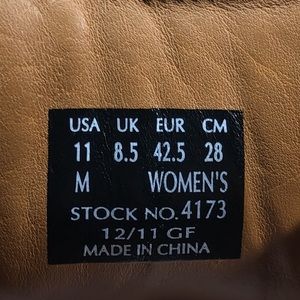 USA UK EUR CM
11 8.5 42.5 28
M WOMEN'S
STOCK NO. 4173
12/11 GF
MADE IN CHINA